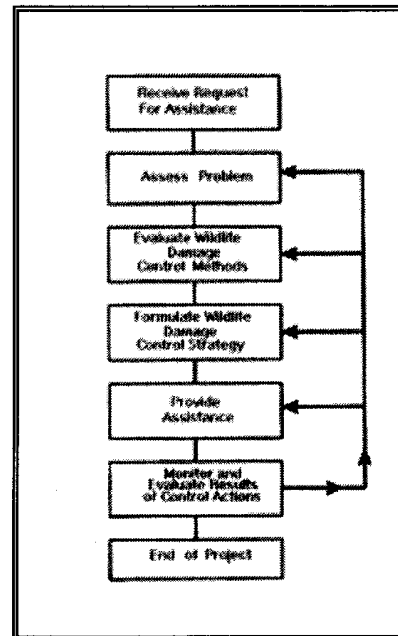 Receive Request
For Assistance
Assess Problem
Evaluate Wildlife
Damage
Control Methods
Formulate Wildlife
Damage
Control Strategy
Provide
Assistance
Monitor and
Evaluate Results
of Control Actions
End of Project